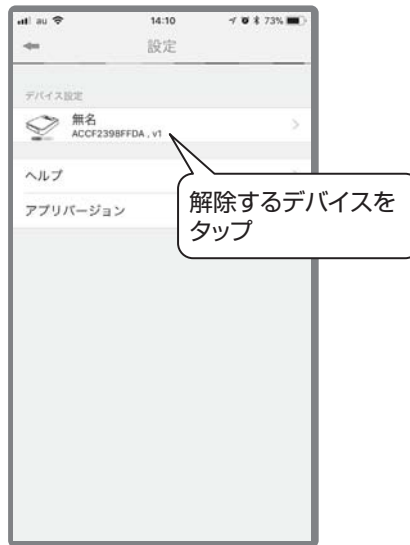 au 14:10 73%
設定
デバイス設定
無名
ACCF2398FFDA , v1
ヘルプ
アプリバージョン
解除するデバイスを
タップ